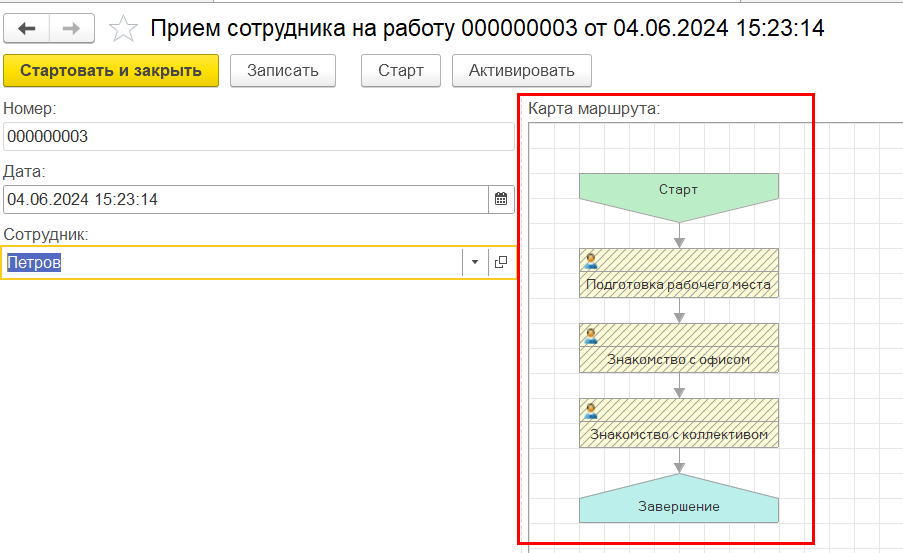 Прием сотрудника на работу 000000003 от 04.06.2024 15:23:14
Стартовать и закрыть Записать Старт Активировать
Номер:
000000003
Дата:
04.06.2024 15:23:14
Сотрудник:
Петров
Карта маршрута:
Старт
Подготовка рабочего места
Знакомство с офисом
Знакомство с коллективом
Завершение